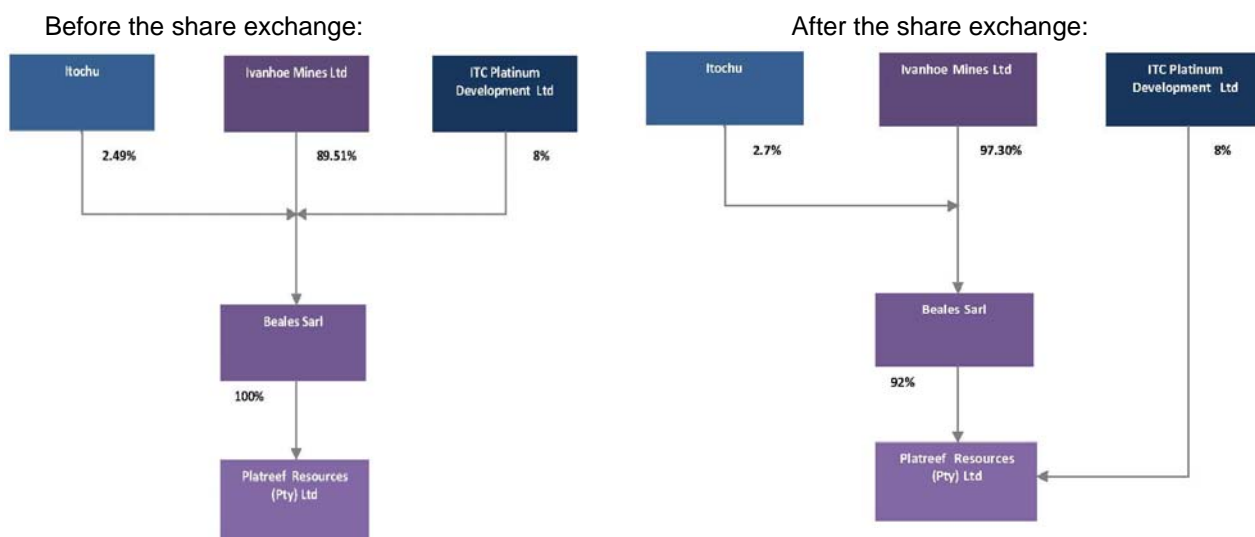 Before the share exchange:
Itochu
Ivanhoe Mines Ltd
ITC Platinum
Development Ltd
2.49%
89.51%
8%
Beales Sarl
100%
Platreef Resources
(Pty) Ltd
After the share exchange:
Itochu
Ivanhoe Mines Ltd
ITC Platinum
Development Ltd
2.7%
97.30%
8%
Beales Sarl
92%
Platreef Resources
(Pty) Ltd